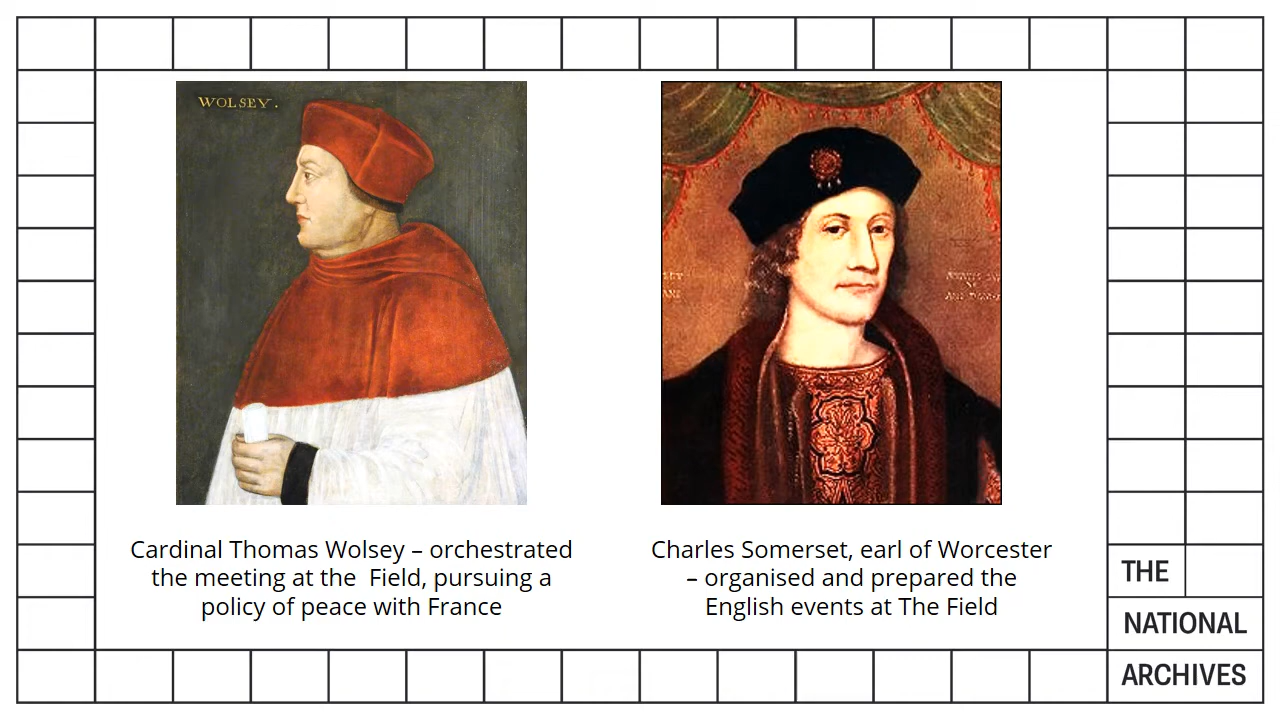 WOLSEY.
Cardinal Thomas Wolsey – orchestrated
the meeting at the  Field, pursuing a
policy of peace with France
Charles Somerset, earl of Worcester
– organised and prepared the
English events at The Field
THE
NATIONAL
ARCHIVES